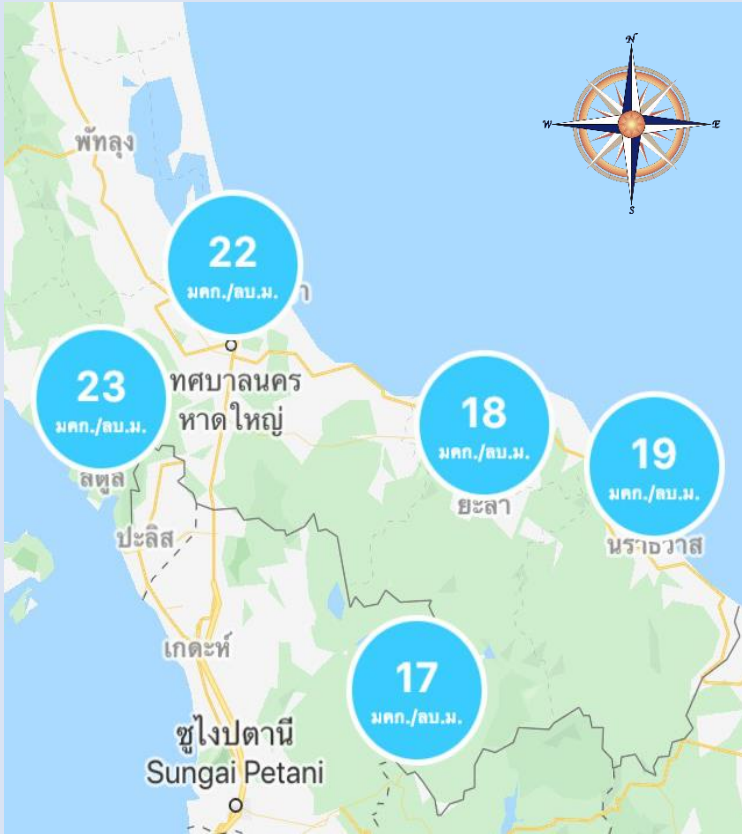 N
W
E
S
พัทลุง
22
มคก./ลบ.ม.
า
23
มคก./ลบ.ม.
ทศบาลนคร
หาดใหญ่
18
มคก./ลบ.ม.
19
มคก./ลบ.ม.
สตูล
ยะลา
ปะลิส
นราธิวาส
เกดะห์
17
มคก./ลบ.ม.
ซูไงปตานี
Sungai Petani